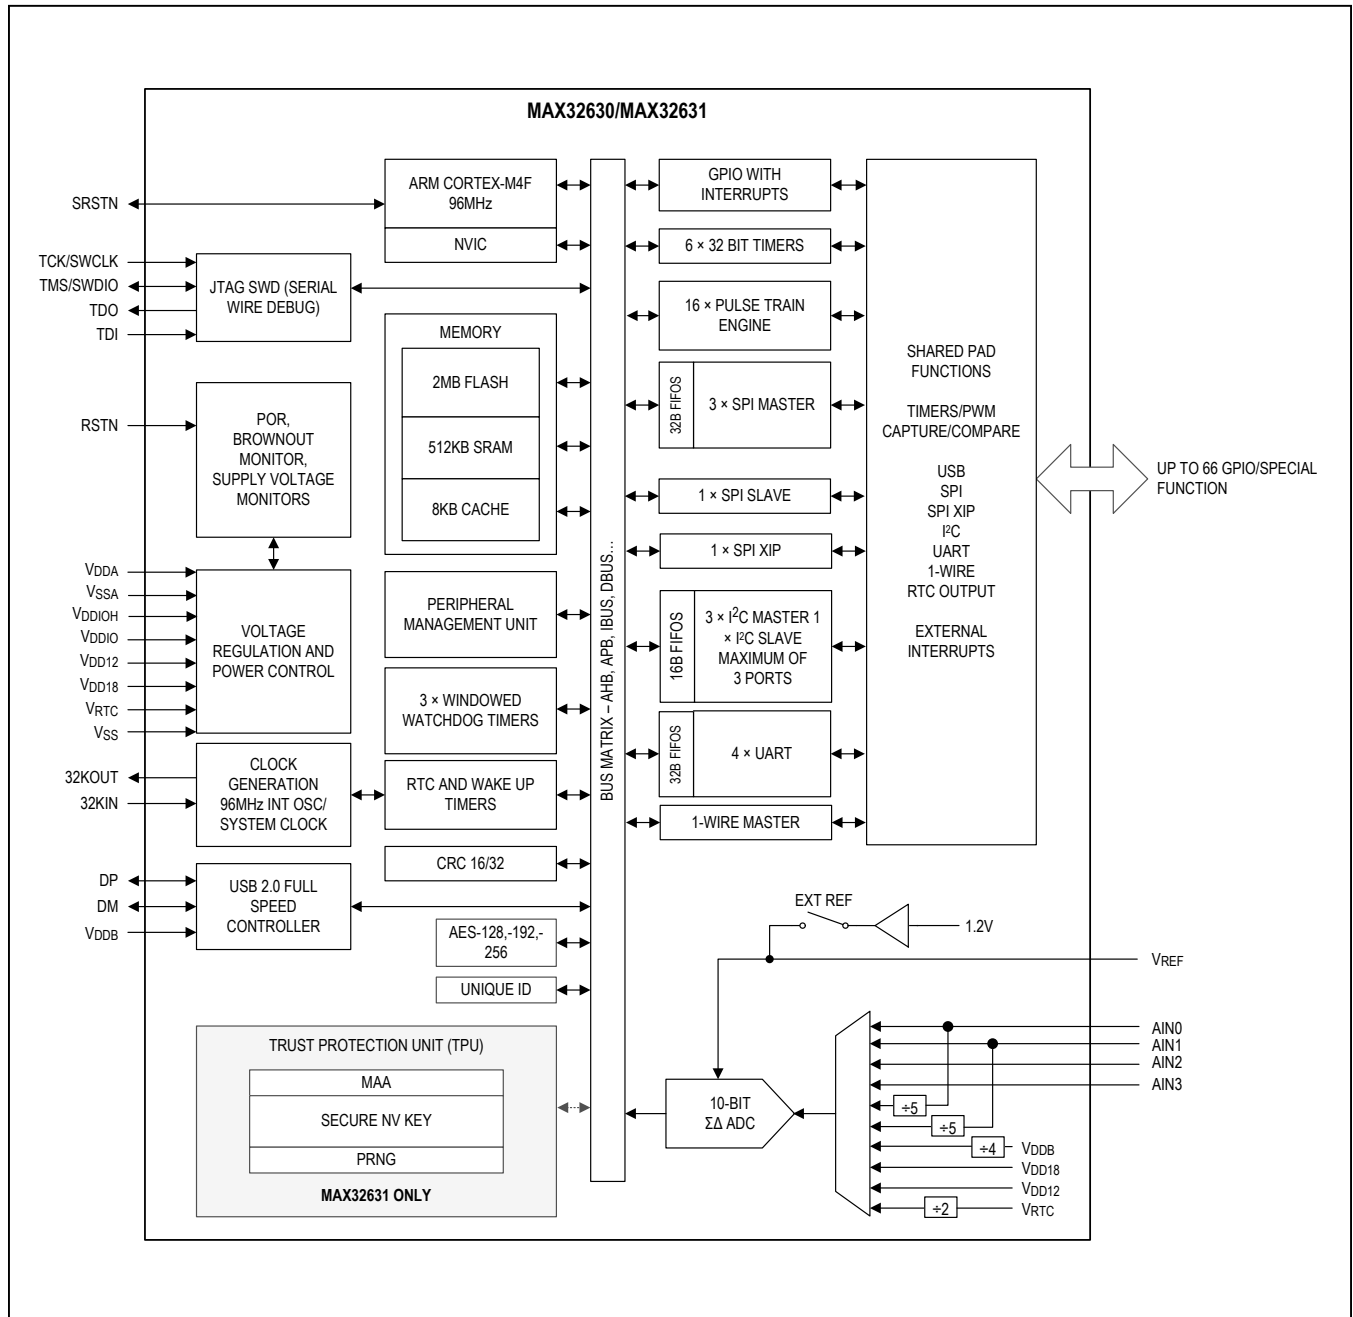 MAX32630/MAX32631
SRSTN
TCK/SWCLK
TMS/SWDIO
TDO
TDI
RSTN
VDDA
VSSA
VDDIOH
VDDIO
VDD12
VDD18
VRTC
VSS
32KOUT
32KIN
DP
DM
VDDB
JTAG SWD (SERIAL
WIRE DEBUG)
POR,
BROWNOUT
MONITOR,
SUPPLY VOLTAGE
MONITORS
VOLTAGE
REGULATION AND
POWER CONTROL
CLOCK
GENERATION
96MHz INT OSC/
SYSTEM CLOCK
USB 2.0 FULL
SPEED
CONTROLLER
ARM CORTEX-M4F
96MHz
NVIC
MEMORY
2MB FLASH
512KB SRAM
8KB CACHE
PERIPHERAL
MANAGEMENT UNIT
3 × WINDOWED
WATCHDOG TIMERS
RTC AND WAKE UP
TIMERS
CRC 16/32
AES-128,-192,-
256
UNIQUE ID
TRUST PROTECTION UNIT (TPU)
MAA
SECURE NV KEY
PRNG
MAX32631 ONLY
BUS MATRIX – AHB, APB, IBUS, DBUS…
GPIO WITH
INTERRUPTS
6 × 32 BIT TIMERS
16 × PULSE TRAIN
ENGINE
32B FIFOS
3 × SPI MASTER
1 × SPI SLAVE
1 × SPI XIP
16B FIFOS
3 × I²C MASTER 1
× I²C SLAVE
MAXIMUM OF
3 PORTS
32B FIFOS
4 × UART
1-WIRE MASTER
SHARED PAD
FUNCTIONS
TIMERS/PWM
CAPTURE/COMPARE
USB
SPI
SPI XIP
I²C
UART
1-WIRE
RTC OUTPUT
EXTERNAL
INTERRUPTS
UP TO 66 GPIO/SPECIAL
FUNCTION
EXT REF
1.2V
VREF
10-BIT
ΣΔ ADC
AIN0
AIN1
AIN2
AIN3
÷5
÷5
÷4
VDDB
VDD18
VDD12
÷2
VRTC